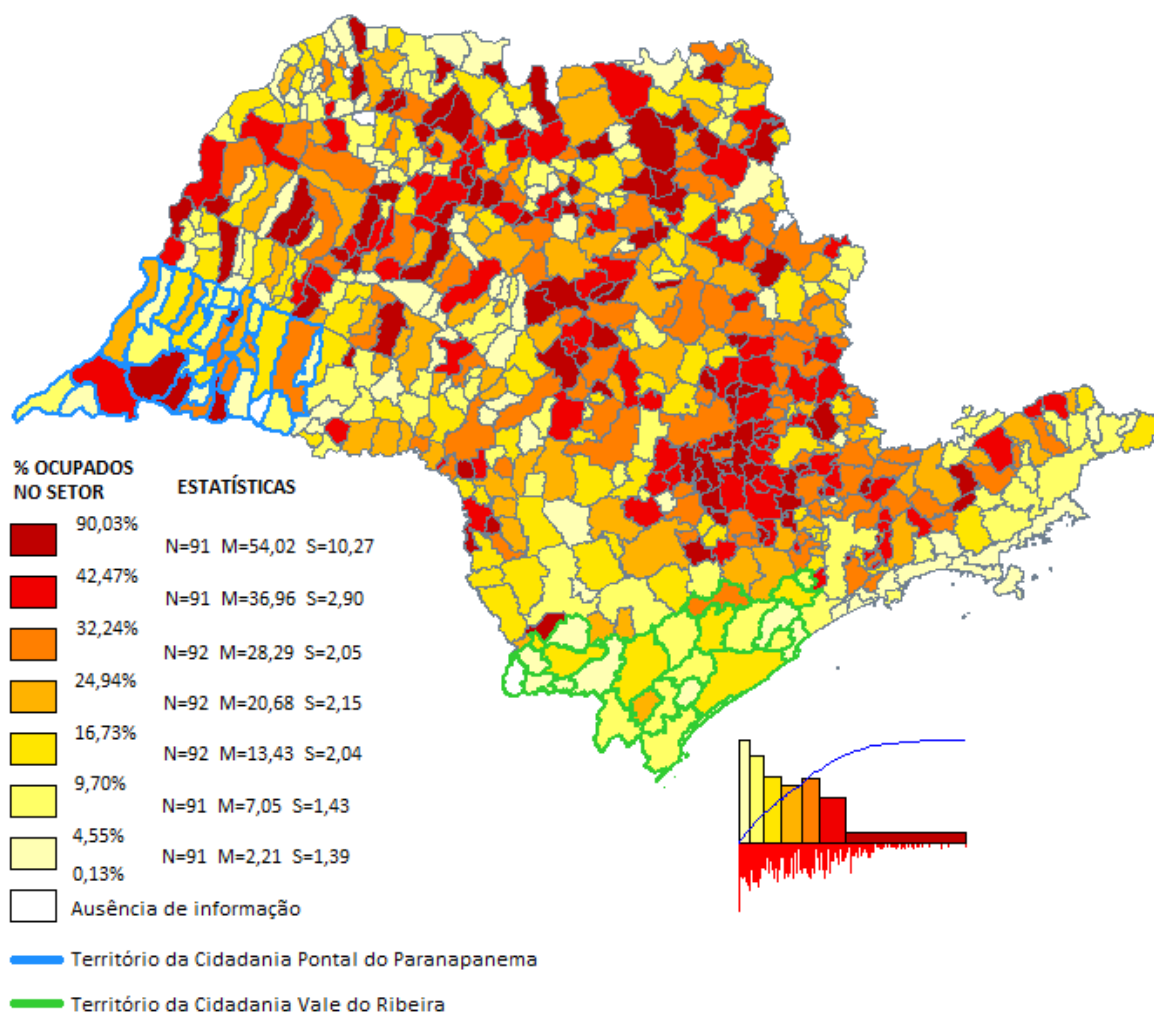 % OCUPADOS
NO SETOR
ESTATÍSTICAS
90,03%
N=91 M=54,02 S=10,27
42,47%
N=91 M=36,96 S=2,90
32,24%
N=92 M=28,29 S=2,05
24,94%
N=92 M=20,68 S=2,15
16,73%
N=92 M=13,43 S=2,04
9,70%
N=91 M=7,05 S=1,43
4,55%
N=91 M=2,21 S=1,39
0,13%
Ausência de informação
Território da Cidadania Pontal do Paranapanema
Território da Cidadania Vale do Ribeira